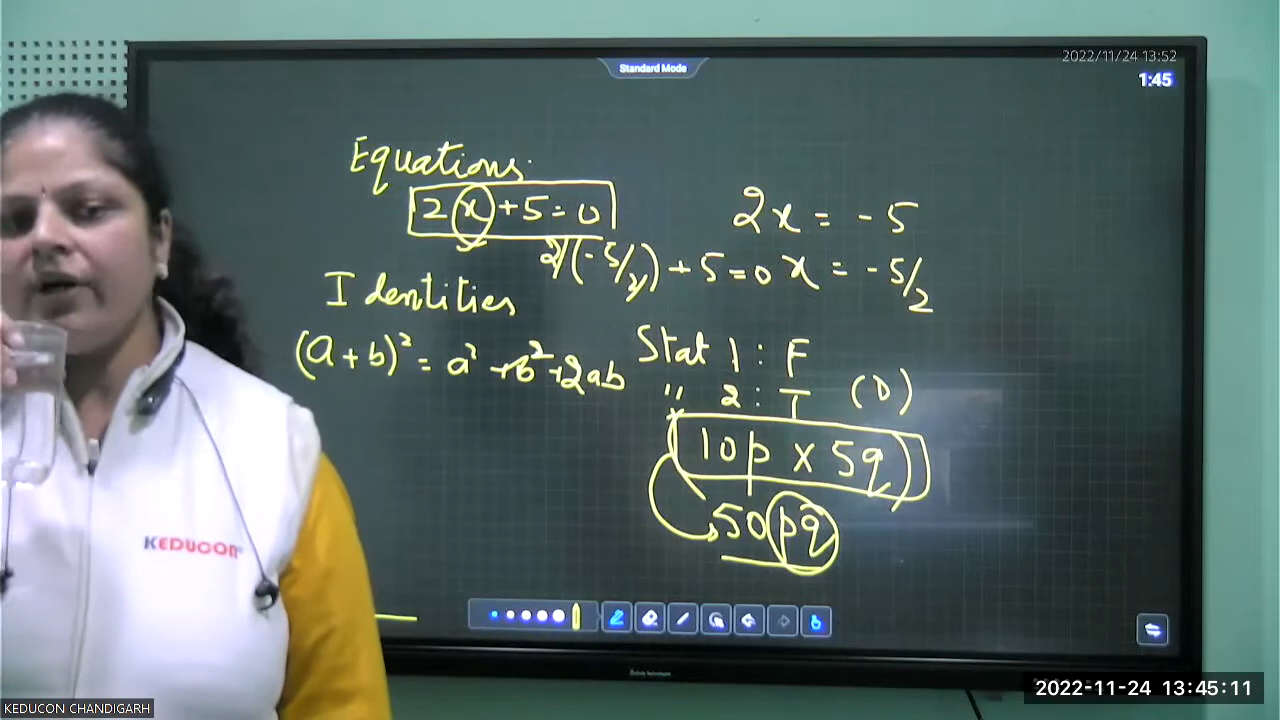 2022/11/24 13:52
Standard Mode
1:45
Equations
2x+5=0
2x = -5
2(-5/2) + 5=0
x = -5/2
Identities
(a+b)² = a² + b² + 2ab
Stat 1 : F
" 2 : T (D)
10p x 5q
50pq
KEDUCON
KEDUCON CHANDIGARH
2022-11-24 13:45:11